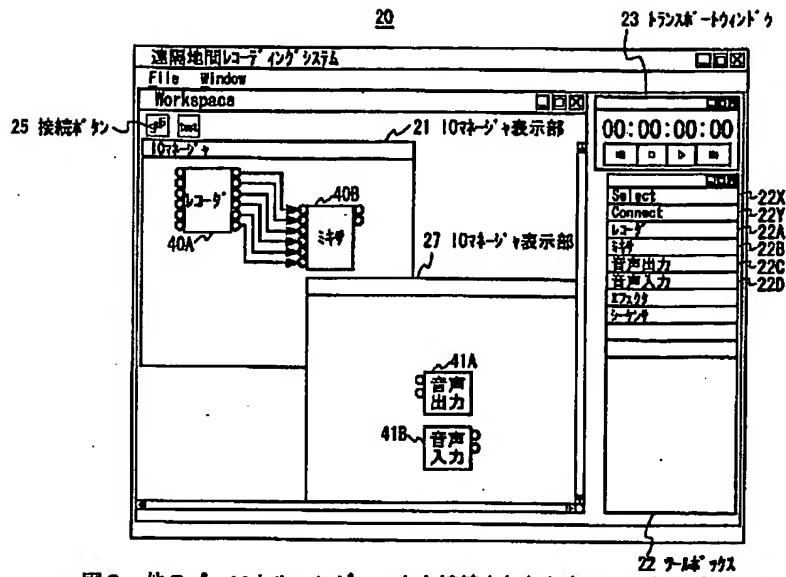 20
23 トランスポートウィンドウ
遠隔地間レコーディングシステム
File Window
Workspace
25 接続ボタン
21 IOマネージャ表示部
00:00:00:00
IOマネージャ
レコーダ
40A
40B
ミキサ
27 IOマネージャ表示部
Select 22X
Connect 22Y
レコーダ 22A
ミキサ 22B
音声出力 22C
音声入力 22D
エフェクタ
シーケンサ
41A
音声
出力
41B
音声
入力
22 ツールボックス